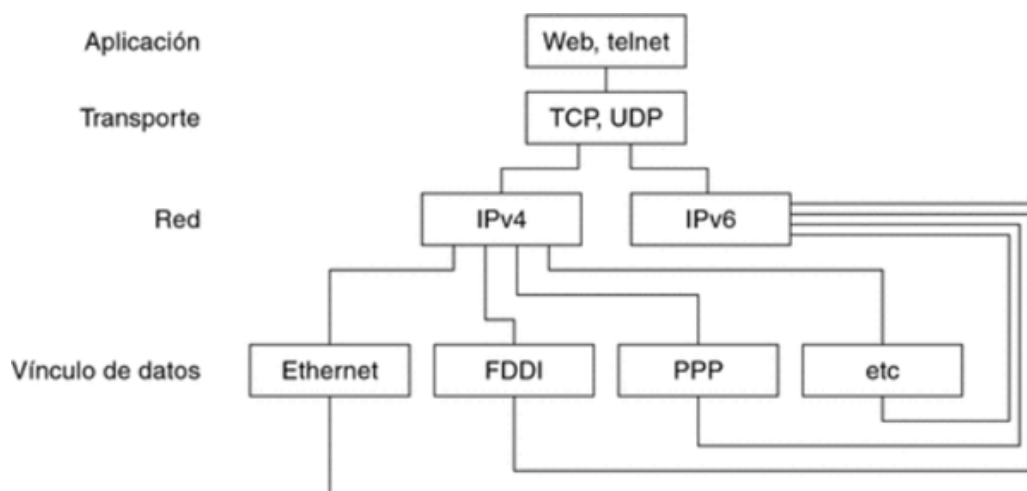 Aplicación
Web, telnet
Transporte
TCP, UDP
Red
IPv4
IPv6
Vínculo de datos
Ethernet
FDDI
PPP
etc